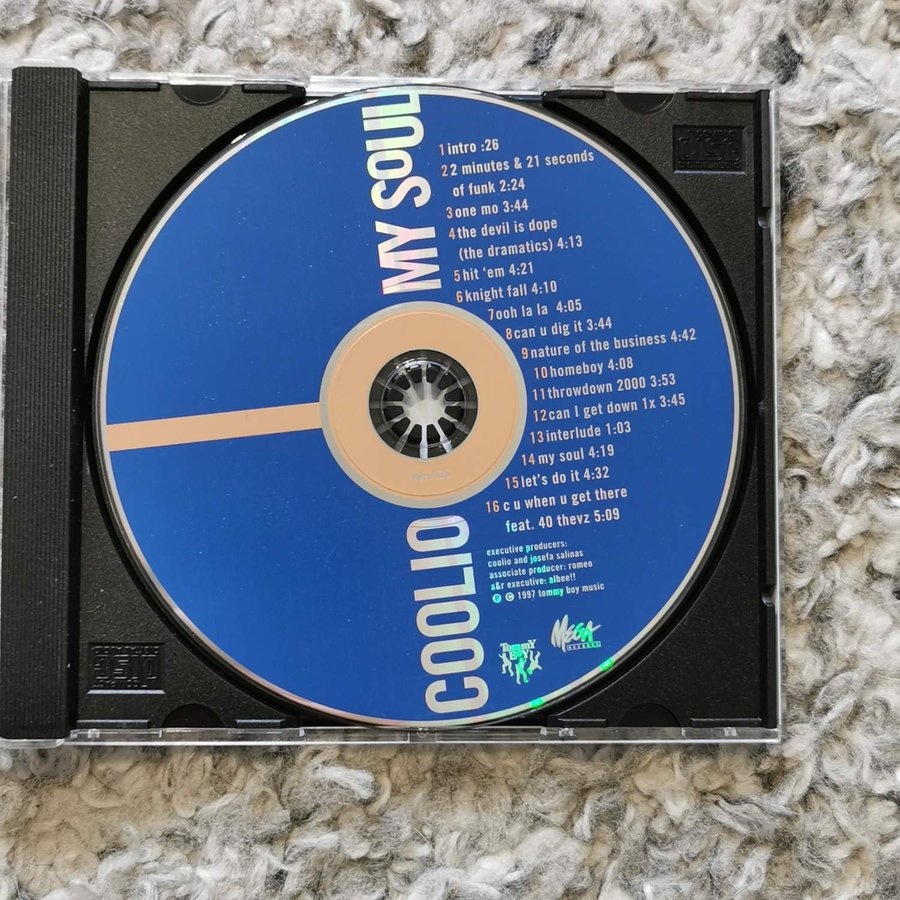 MY SOUL
1 intro :26
2 2 minutes & 21 seconds
of funk 2:24
3 one mo 3:44
4 the devil is dope
(the dramatics) 4:13
5 hit 'em 4:21
6 knight fall 4:10
7 ooh la la 4:05
8 can u dig it 3:44
9 nature of the business 4:42
10 homeboy 4:08
11 throwdown 2000 3:53
12 can I get down 1x 3:45
13 interlude 1:03
14 my soul 4:19
15 let's do it 4:32
16 c u when u get there
feat. 40 thevz 5:09
COOLIO
executive producers:
coolio and josefa salinas
associate producer: romeo
a&r executive: albee!!
℗ © 1997 tommy boy music
Tommy
Boy
MEGA
RECORDS